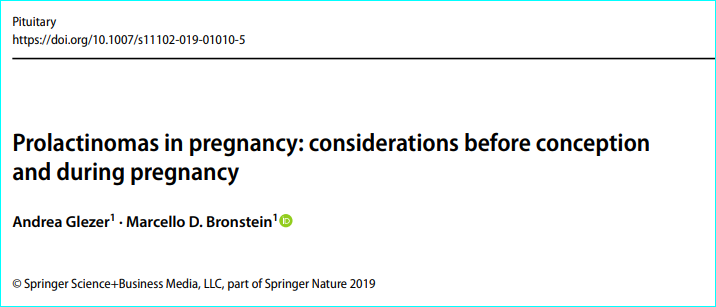 Pituitary
https://doi.org/10.1007/s11102-019-01010-5
Prolactinomas in pregnancy: considerations before conception
and during pregnancy
Andrea Glezer1 · Marcello D. Bronstein1 iD
© Springer Science+Business Media, LLC, part of Springer Nature 2019